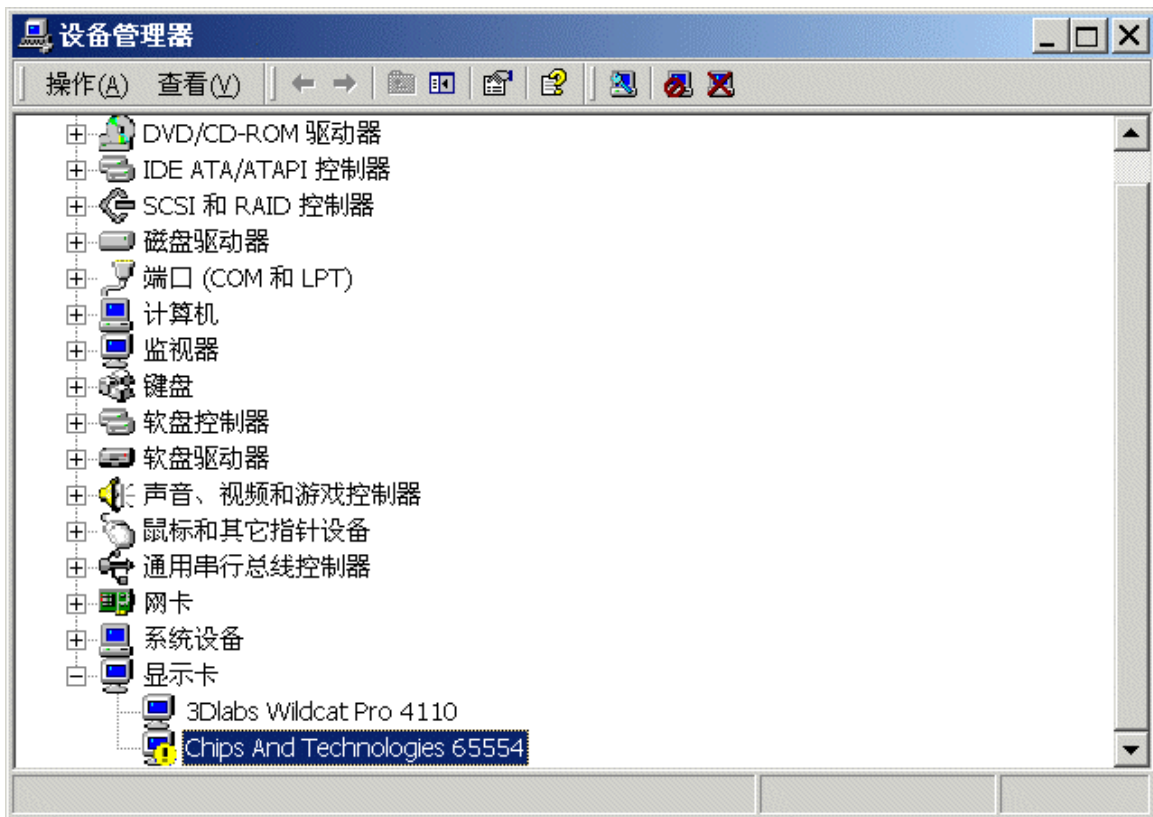 设备管理器
操作(A) 查看(V)
DVD/CD-ROM 驱动器
IDE ATA/ATAPI 控制器
SCSI 和 RAID 控制器
磁盘驱动器
端口 (COM 和 LPT)
计算机
监视器
键盘
软盘控制器
软盘驱动器
声音、视频和游戏控制器
鼠标和其它指针设备
通用串行总线控制器
网卡
系统设备
显示卡
3Dlabs Wildcat Pro 4110
Chips And Technologies 65554